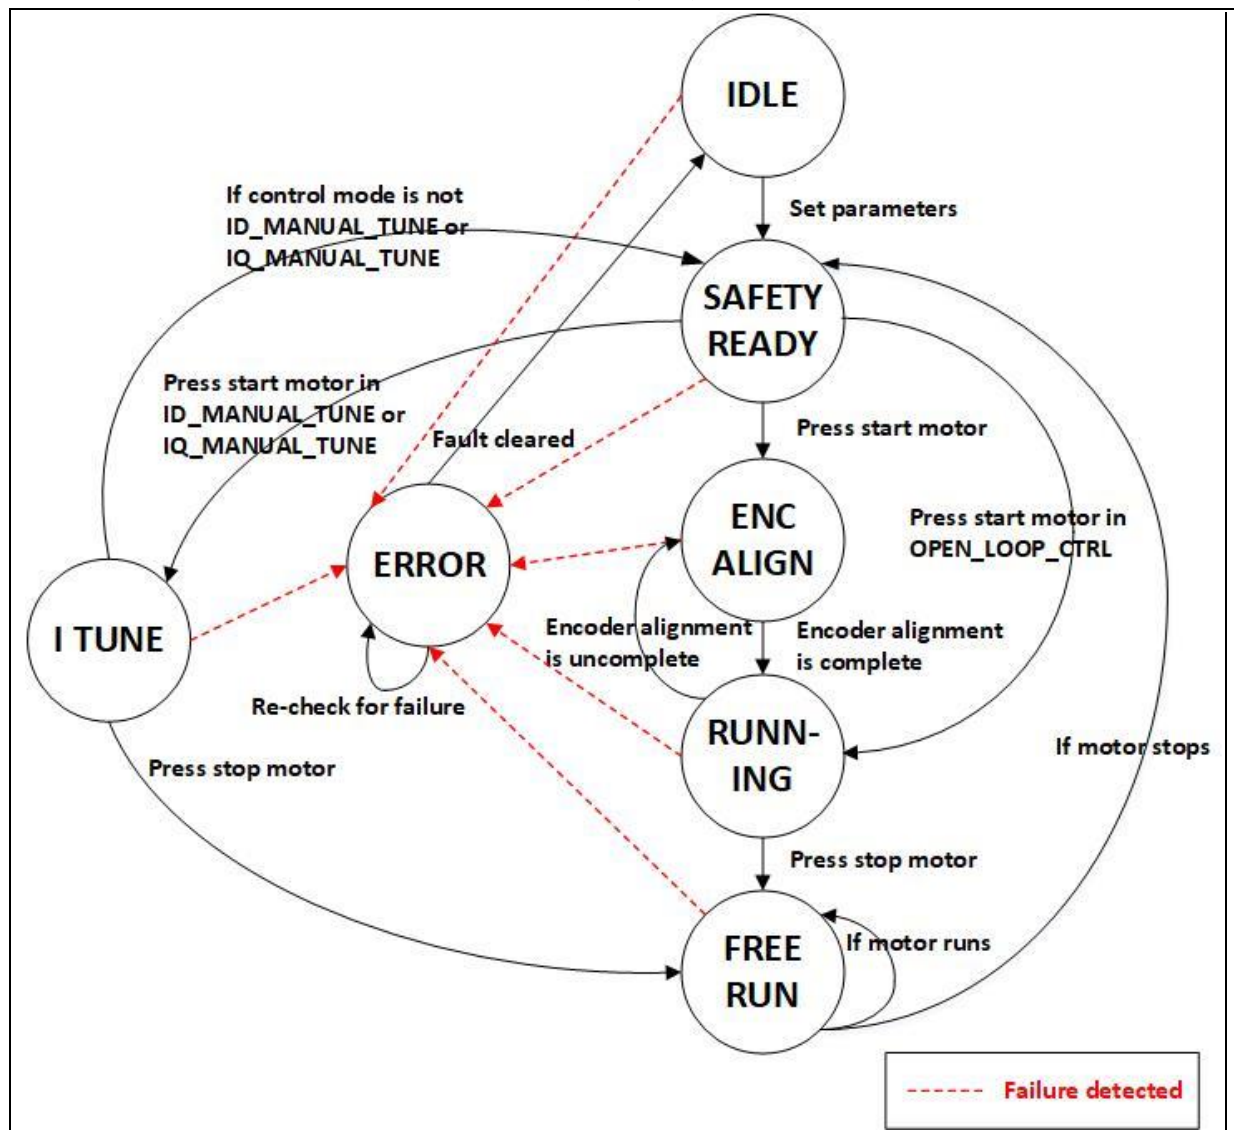 IDLE
If control mode is not
ID_MANUAL_TUNE or
IQ_MANUAL_TUNE
Set parameters
SAFETY
READY
Press start motor in
ID_MANUAL_TUNE or
IQ_MANUAL_TUNE
Fault cleared
Press start motor
ENC
ALIGN
Press start motor in
OPEN_LOOP_CTRL
ERROR
I TUNE
Encoder alignment
is uncomplete
Encoder alignment
is complete
Re-check for failure
RUNN-
ING
If motor stops
Press stop motor
Press stop motor
FREE
RUN
If motor runs
Failure detected